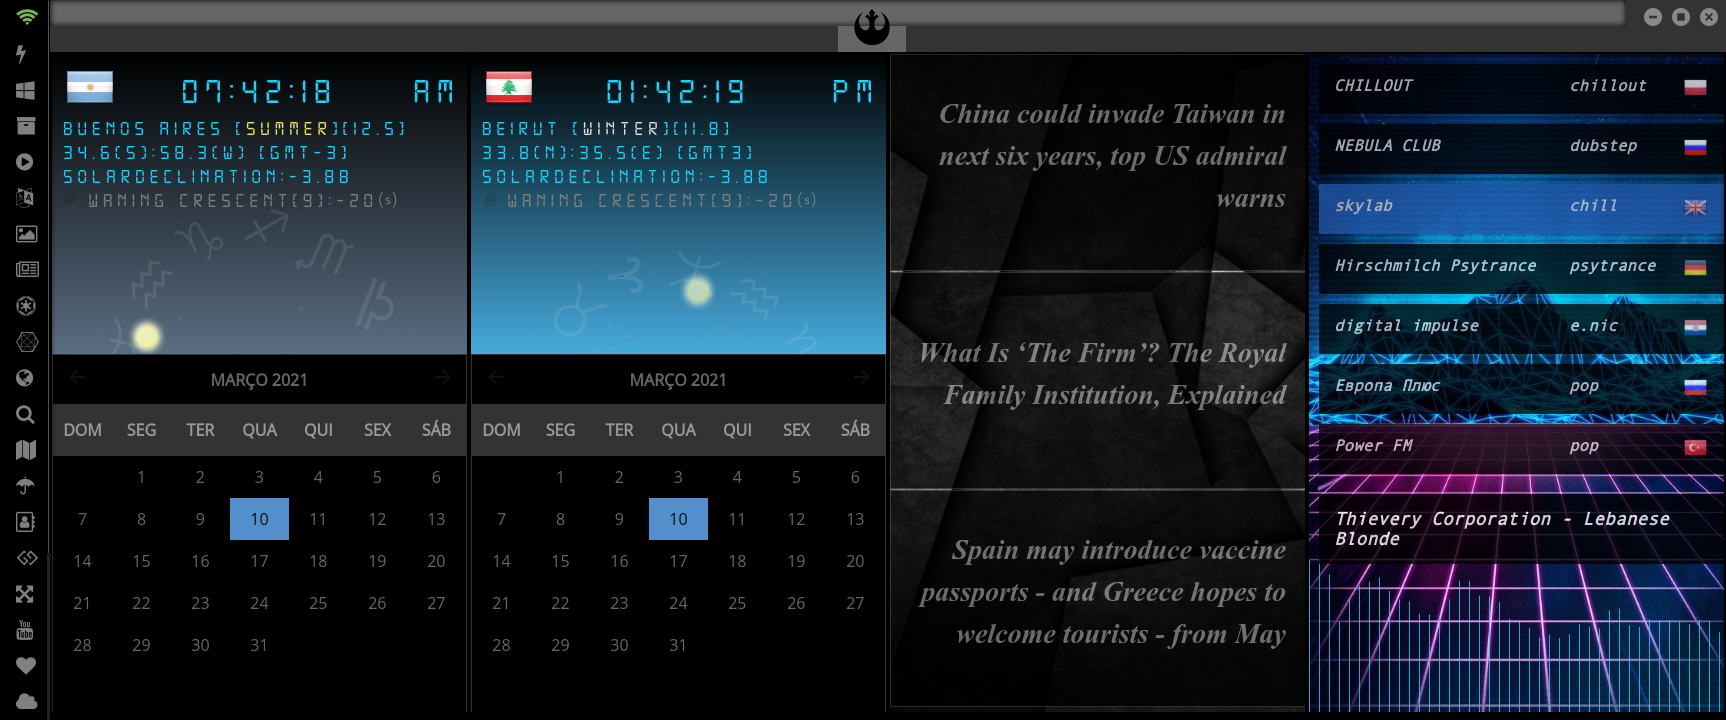 07:42:18 AM
BUENOS AIRES (SUMMER)(12.5)
34.6(S):58.3(W) (GMT-3)
SOLARDECLINATION:-3.88
WANING CRESCENT(9):-20(s)
MARÇO 2021
DOM SEG TER QUA QUI SEX SÁB
1 2 3 4 5 6
7 8 9 10 11 12 13
14 15 16 17 18 19 20
21 22 23 24 25 26 27
28 29 30 31
01:42:19 PM
BEIRUT (WINTER)(11.8)
33.8(N):35.5(E) (GMT3)
SOLARDECLINATION:-3.88
WANING CRESCENT(9):-20(s)
MARÇO 2021
DOM SEG TER QUA QUI SEX SÁB
1 2 3 4 5 6
7 8 9 10 11 12 13
14 15 16 17 18 19 20
21 22 23 24 25 26 27
28 29 30 31
China could invade Taiwan in
next six years, top US admiral
warns
What Is ‘The Firm’? The Royal
Family Institution, Explained
Spain may introduce vaccine
passports - and Greece hopes to
welcome tourists - from May
CHILLOUT chillout
NEBULA CLUB dubstep
skylab chill
Hirschmilch Psytrance psytrance
digital impulse e.nic
Европа Плюс pop
Power FM pop
Thievery Corporation - Lebanese
Blonde
You
Tube